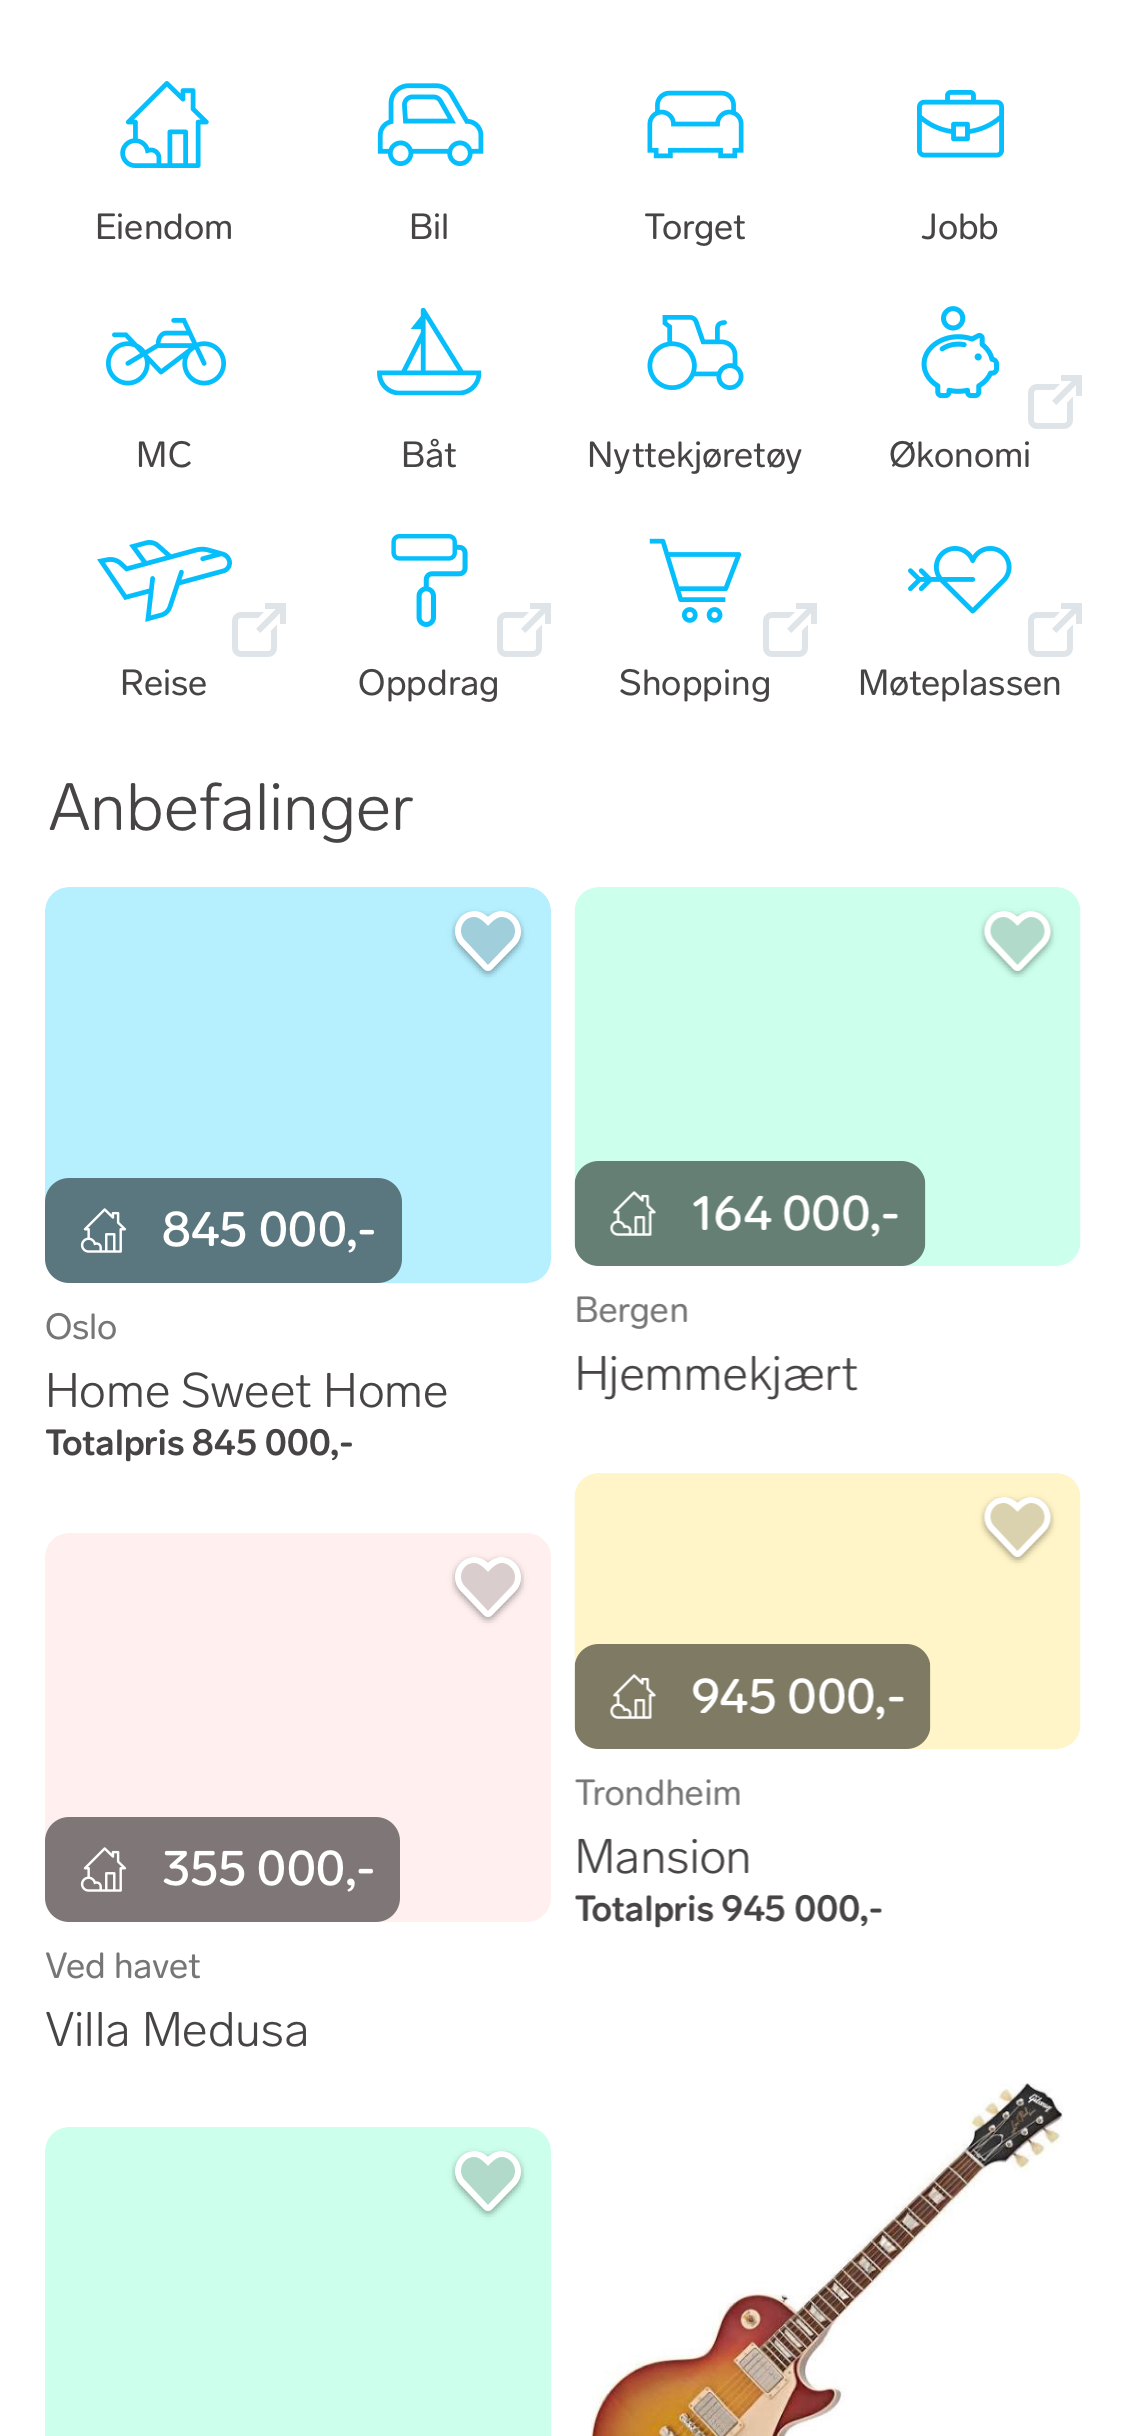 Eiendom
Bil
Torget
Jobb
MC
Båt
Nyttekjøretøy
Økonomi
Reise
Oppdrag
Shopping
Møteplassen
Anbefalinger
845 000,-
Oslo
Home Sweet Home
Totalpris 845 000,-
164 000,-
Bergen
Hjemmekjært
355 000,-
Ved havet
Villa Medusa
945 000,-
Trondheim
Mansion
Totalpris 945 000,-
Gibson